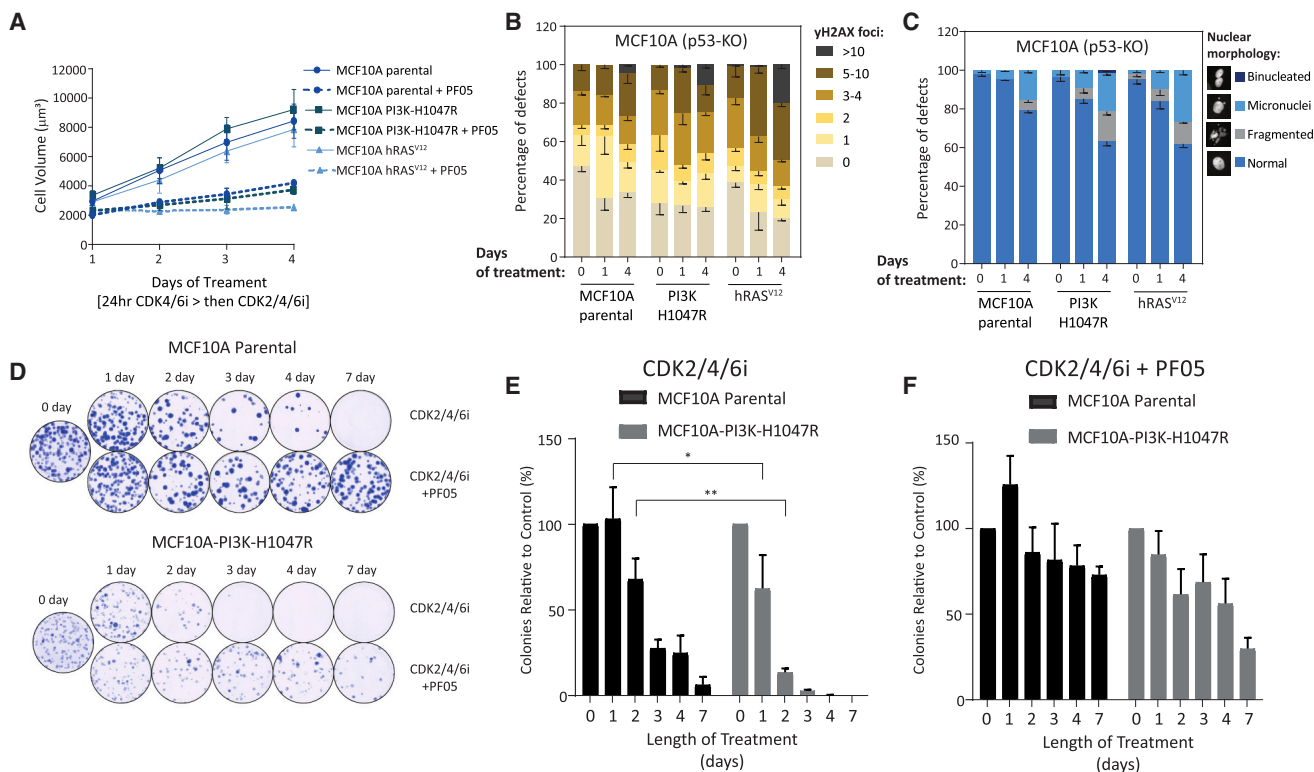 A
12000
10000
8000
6000
4000
2000
0
Cell Volume (μm³)
1 2 3 4
Days of Treament
[24hr CDK4/6i > then CDK2/4/6i]
MCF10A parental
MCF10A parental + PF05
MCF10A PI3K-H1047R
MCF10A PI3K-H1047R + PF05
MCF10A hRASV12
MCF10A hRASV12 + PF05
B
MCF10A (p53-KO)
120
100
80
60
40
20
0
Percentage of defects
γH2AX foci:
>10
5-10
3-4
2
1
0
Days
of treatment:
0 1 4 0 1 4 0 1 4
MCF10A parental
PI3K H1047R
hRASV12
C
MCF10A (p53-KO)
120
100
80
60
40
20
0
Percentage of defects
Nuclear
morphology:
Binucleated
Micronuclei
Fragmented
Normal
Days
of treatment:
0 1 4 0 1 4 0 1 4
MCF10A parental
PI3K H1047R
hRASV12
D
MCF10A Parental
0 day
1 day 2 day 3 day 4 day 7 day
CDK2/4/6i
CDK2/4/6i
+PF05
MCF10A-PI3K-H1047R
0 day
1 day 2 day 3 day 4 day 7 day
CDK2/4/6i
CDK2/4/6i
+PF05
E
CDK2/4/6i
MCF10A Parental
MCF10A-PI3K-H1047R
150
100
50
0
Colonies Relative to Control (%)
*
**
0 1 2 3 4 7 0 1 2 3 4 7
Length of Treatment
(days)
F
CDK2/4/6i + PF05
MCF10A Parental
MCF10A-PI3K-H1047R
150
100
50
0
Colonies Relative to Control (%)
0 1 2 3 4 7 0 1 2 3 4 7
Length of Treatment
(days)